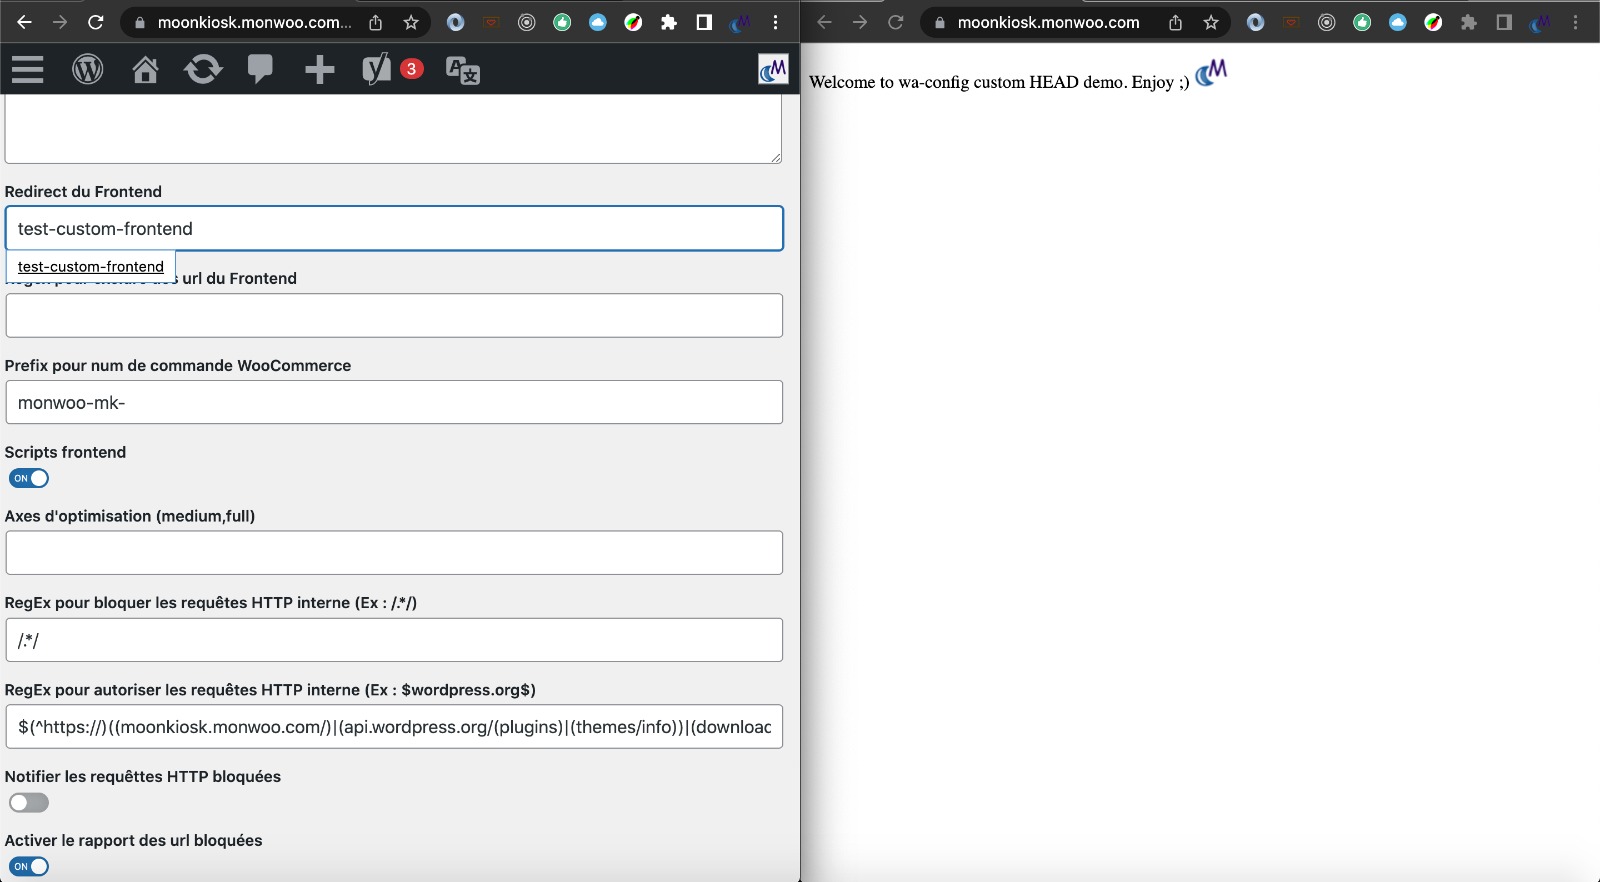 moonkiosk.monwoo.com...
3
Redirect du Frontend
test-custom-frontend
test-custom-frontend
url du Frontend
Prefix pour num de commande WooCommerce
monwoo-mk-
Scripts frontend
ON
Axes d'optimisation (medium,full)
RegEx pour bloquer les requêtes HTTP interne (Ex : /.*/)
/.*/
RegEx pour autoriser les requêtes HTTP interne (Ex : $wordpress.org$)
$(^https://)((moonkiosk.monwoo.com/)|(api.wordpress.org/(plugins)|(themes/info))|(downloac
Notifier les requêttes HTTP bloquées
Activer le rapport des url bloquées
ON
moonkiosk.monwoo.com
Welcome to wa-config custom HEAD demo. Enjoy ;)